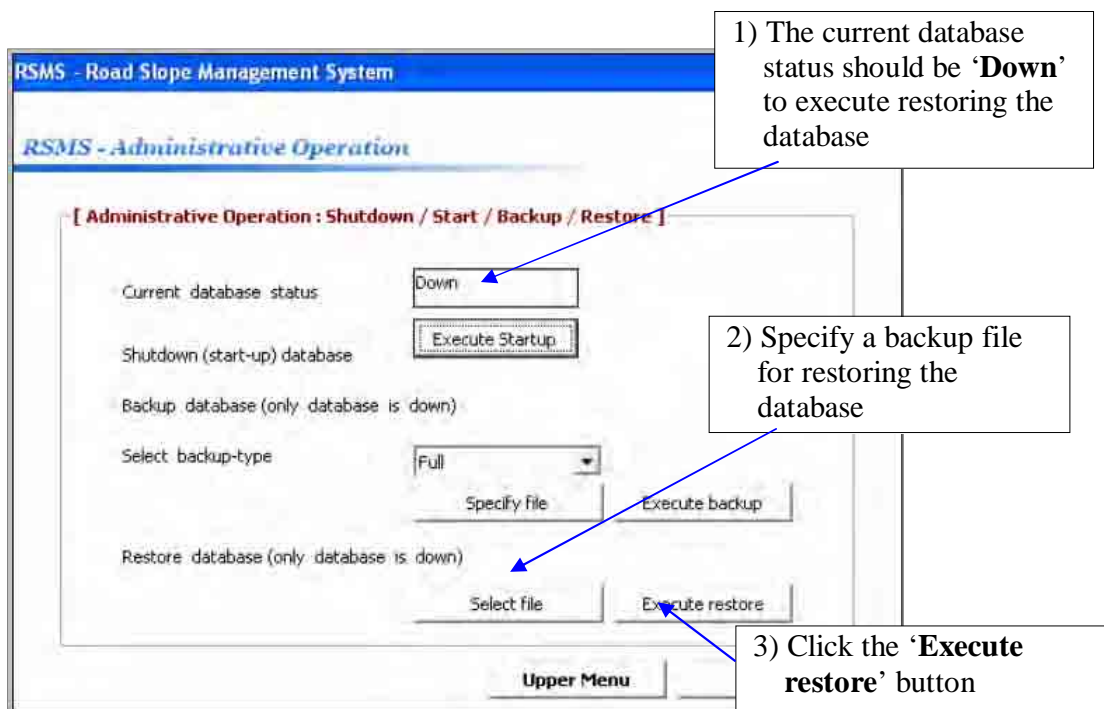 1) The current database
status should be ‘Down’
to execute restoring the
database
RSMS - Road Slope Management System
RSMS - Administrative Operation
[ Administrative Operation : Shutdown / Start / Backup / Restore ]
Current database status
Down
Shutdown (start-up) database
Execute Startup
2) Specify a backup file
for restoring the
database
Backup database (only database is down)
Select backup-type
Full
Specify file
Execute backup
Restore database (only database is down)
Select file
Execute restore
3) Click the ‘Execute
restore’ button
Upper Menu